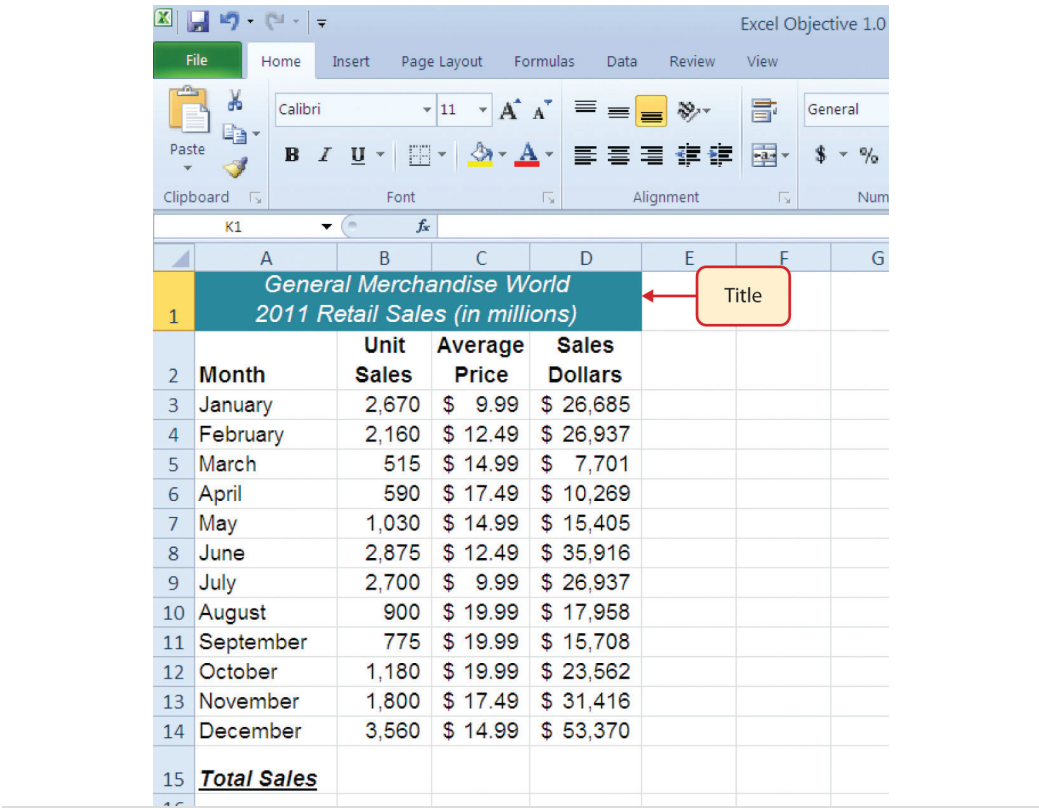 Excel Objective 1.0
File Home Insert Page Layout Formulas Data Review View
Calibri 11 A A General
Paste B I U A a $ %
Clipboard Font Alignment Num
K1 fx
A B C D E F G
General Merchandise World
Title
1 2011 Retail Sales (in millions)
Unit Average Sales
2 Month Sales Price Dollars
3 January 2,670 $ 9.99 $ 26,685
4 February 2,160 $ 12.49 $ 26,937
5 March 515 $ 14.99 $ 7,701
6 April 590 $ 17.49 $ 10,269
7 May 1,030 $ 14.99 $ 15,405
8 June 2,875 $ 12.49 $ 35,916
9 July 2,700 $ 9.99 $ 26,937
10 August 900 $ 19.99 $ 17,958
11 September 775 $ 19.99 $ 15,708
12 October 1,180 $ 19.99 $ 23,562
13 November 1,800 $ 17.49 $ 31,416
14 December 3,560 $ 14.99 $ 53,370
15 Total Sales